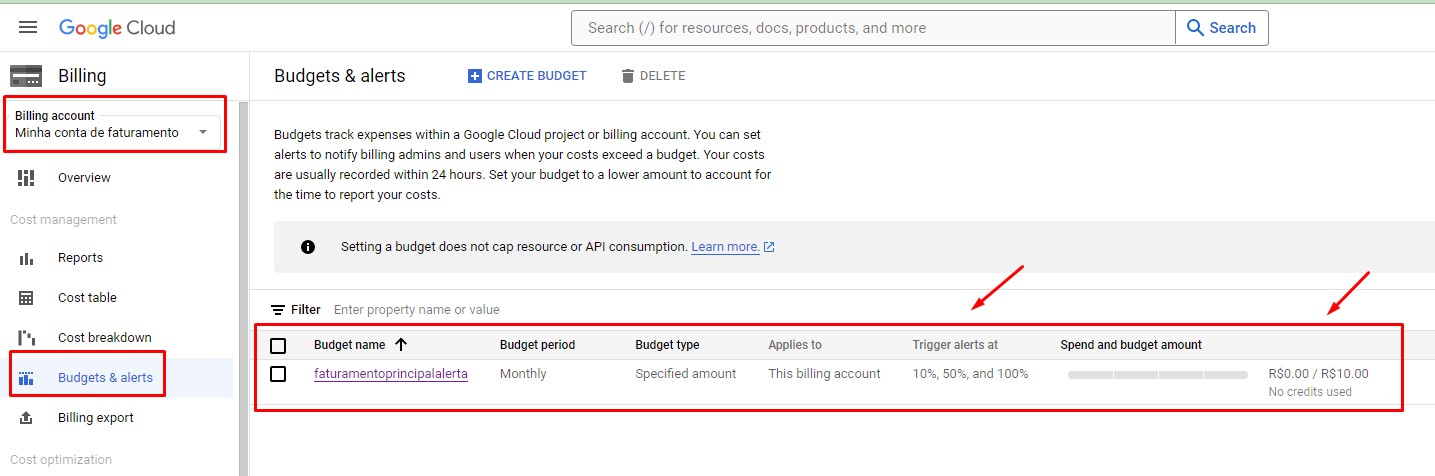 Google Cloud
Search (/) for resources, docs, products, and more
Search
Billing
Budgets & alerts
CREATE BUDGET
DELETE
Billing account
Minha conta de faturamento
Overview
Cost management
Reports
Cost table
Cost breakdown
Budgets & alerts
Billing export
Cost optimization
Budgets track expenses within a Google Cloud project or billing account. You can set
alerts to notify billing admins and users when your costs exceed a budget. Your costs
are usually recorded within 24 hours. Set your budget to a lower amount to account for
the time to report your costs.
Setting a budget does not cap resource or API consumption. Learn more.
Filter Enter property name or value
Budget name Budget period Budget type Applies to Trigger alerts at Spend and budget amount
faturamentoprincipalalerta Monthly Specified amount This billing account 10%, 50%, and 100% R$0.00 / R$10.00
No credits used